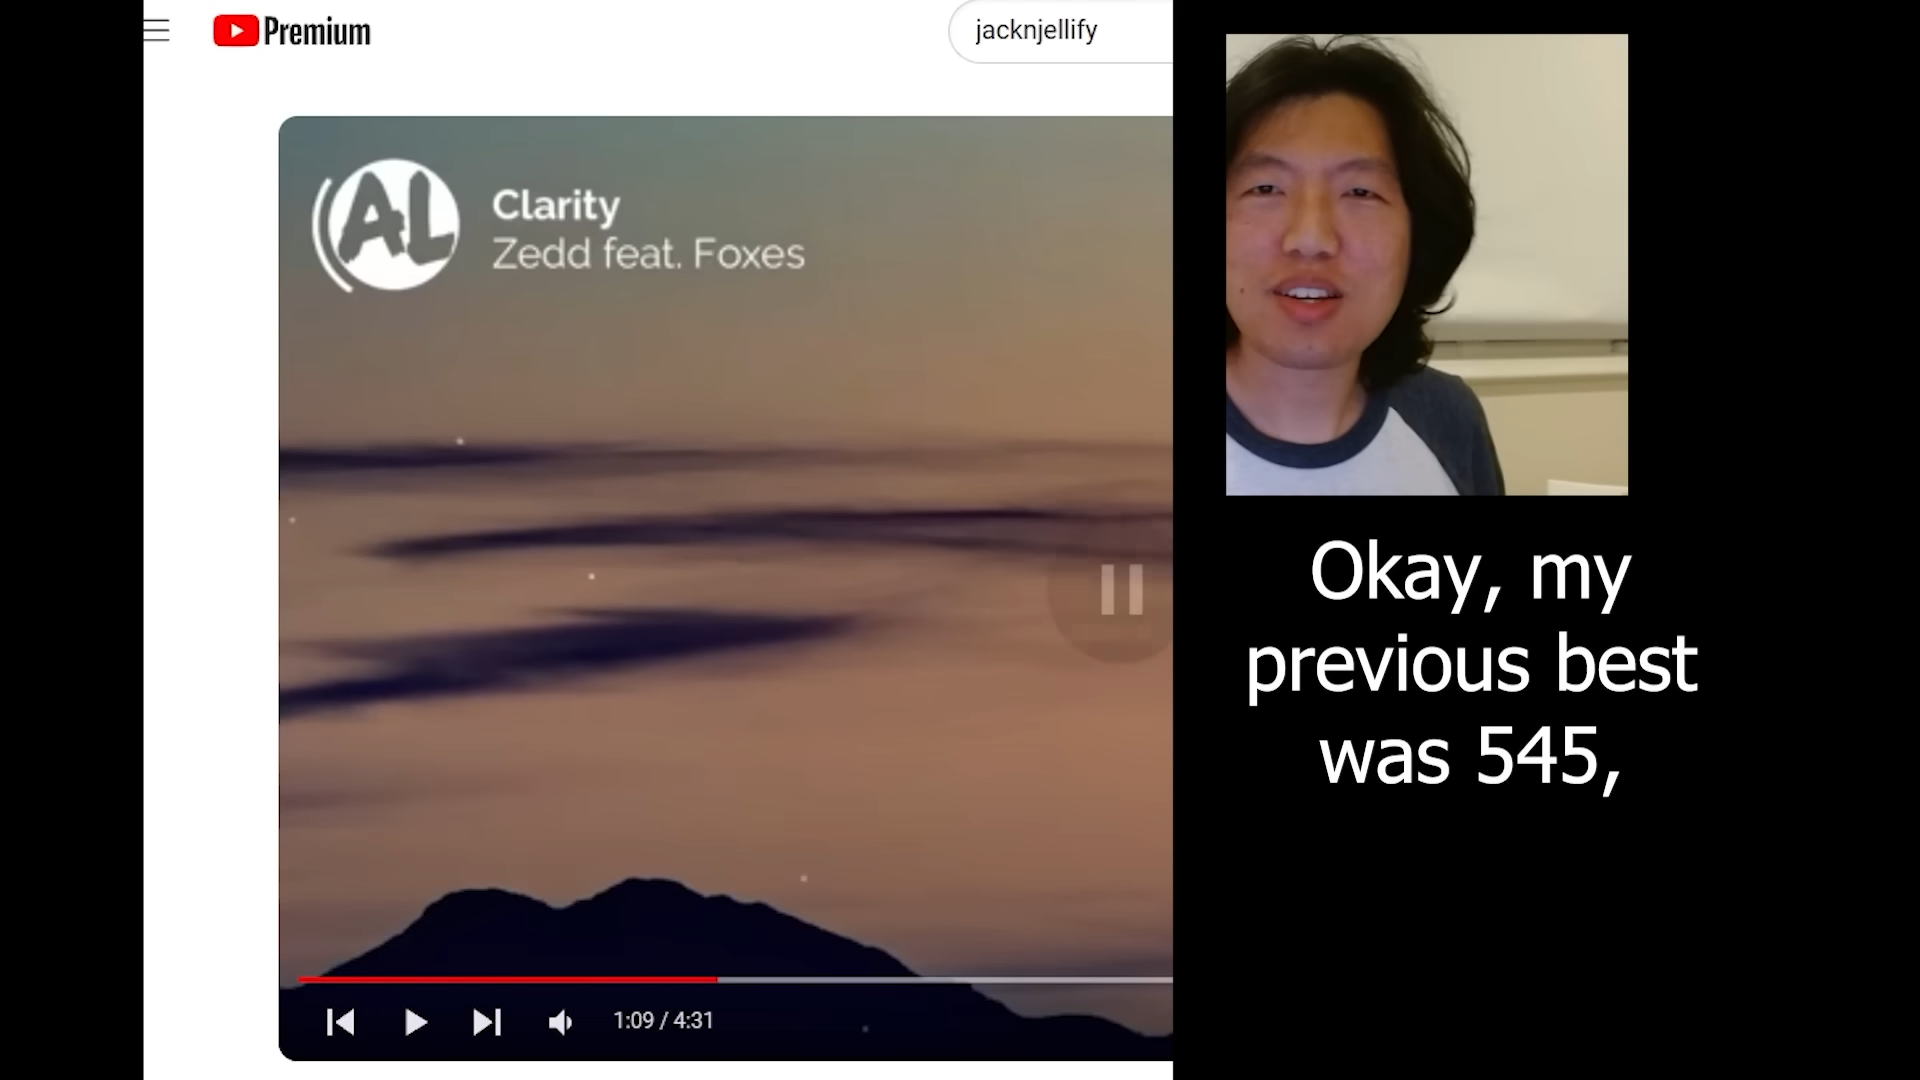 Premium
jacknjellify
AL
Clarity
Zedd feat. Foxes
1:09 / 4:31
Okay, my
previous best
was 545,